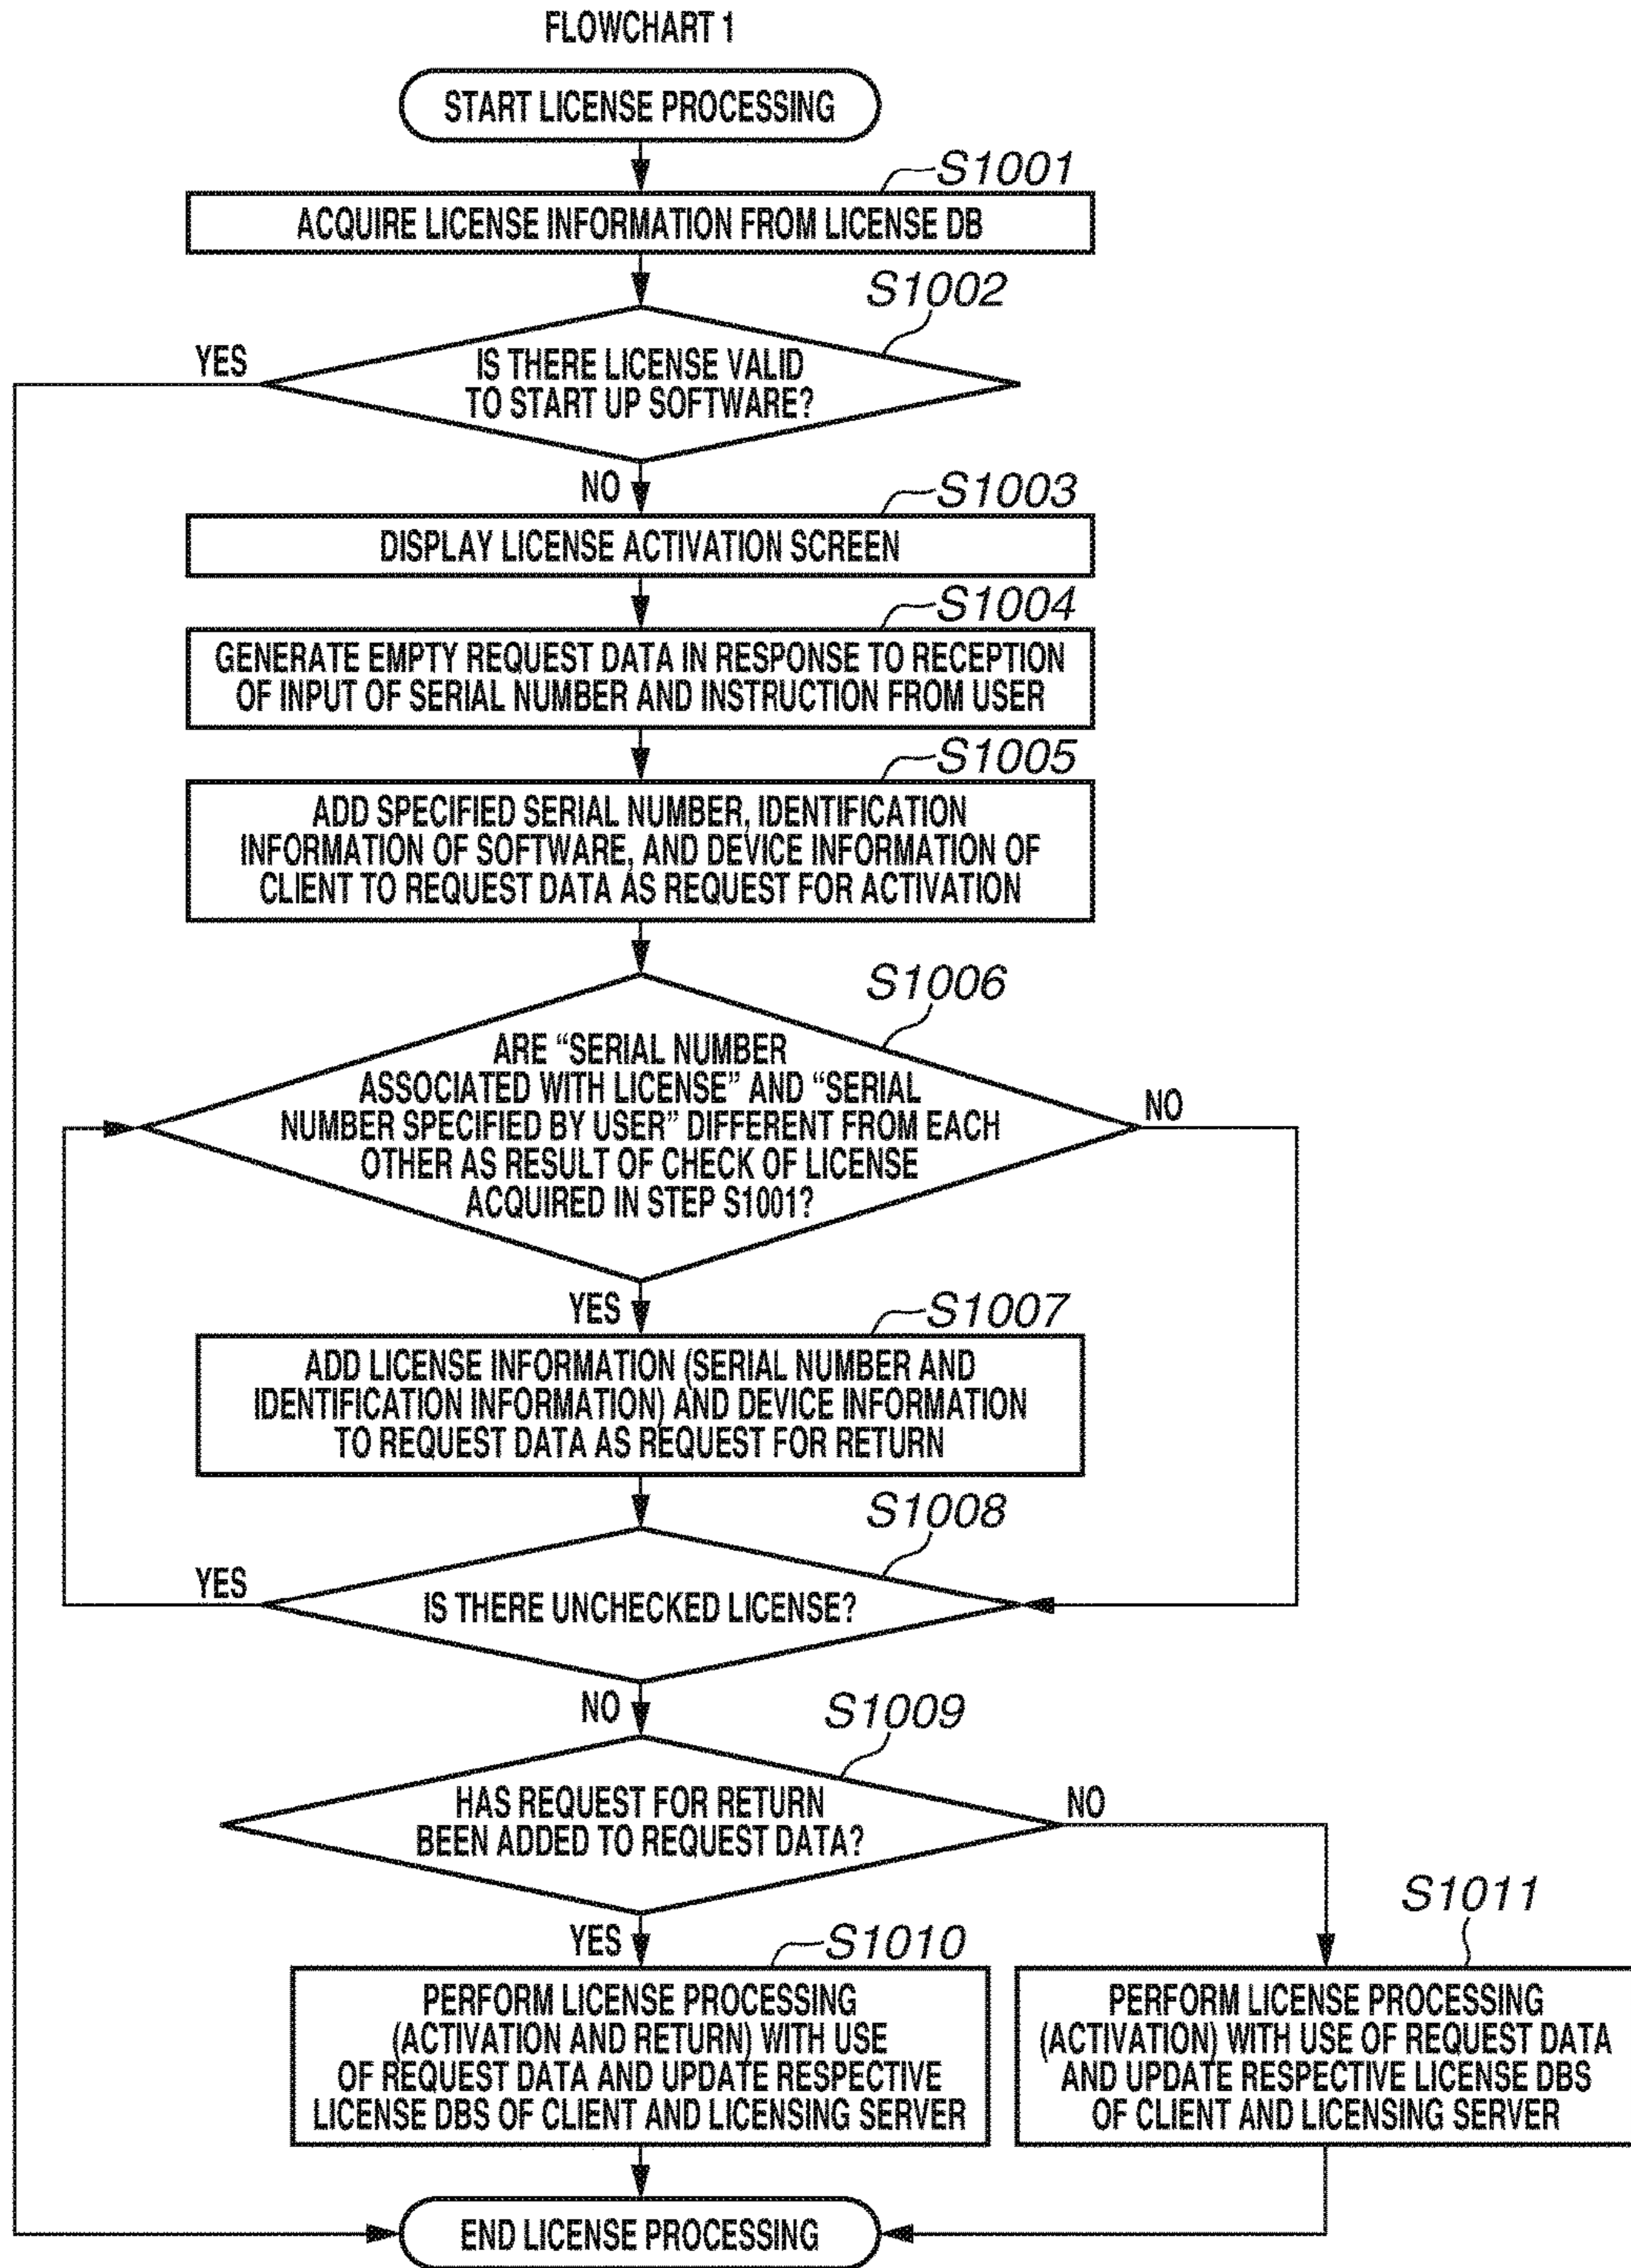 FLOWCHART 1
START LICENSE PROCESSING
S1001
ACQUIRE LICENSE INFORMATION FROM LICENSE DB
S1002
YES
IS THERE LICENSE VALID
TO START UP SOFTWARE?
NO
S1003
DISPLAY LICENSE ACTIVATION SCREEN
S1004
GENERATE EMPTY REQUEST DATA IN RESPONSE TO RECEPTION
OF INPUT OF SERIAL NUMBER AND INSTRUCTION FROM USER
S1005
ADD SPECIFIED SERIAL NUMBER, IDENTIFICATION
INFORMATION OF SOFTWARE, AND DEVICE INFORMATION OF
CLIENT TO REQUEST DATA AS REQUEST FOR ACTIVATION
S1006
ARE “SERIAL NUMBER
ASSOCIATED WITH LICENSE” AND “SERIAL
NUMBER SPECIFIED BY USER” DIFFERENT FROM EACH
OTHER AS RESULT OF CHECK OF LICENSE
ACQUIRED IN STEP S1001?
NO
YES
S1007
ADD LICENSE INFORMATION (SERIAL NUMBER AND
IDENTIFICATION INFORMATION) AND DEVICE INFORMATION
TO REQUEST DATA AS REQUEST FOR RETURN
S1008
YES
IS THERE UNCHECKED LICENSE?
NO
S1009
HAS REQUEST FOR RETURN
BEEN ADDED TO REQUEST DATA?
NO
YES
S1010
PERFORM LICENSE PROCESSING
(ACTIVATION AND RETURN) WITH USE
OF REQUEST DATA AND UPDATE RESPECTIVE
LICENSE DBS OF CLIENT AND LICENSING SERVER
S1011
PERFORM LICENSE PROCESSING
(ACTIVATION) WITH USE OF REQUEST DATA
AND UPDATE RESPECTIVE LICENSE DBS
OF CLIENT AND LICENSING SERVER
END LICENSE PROCESSING